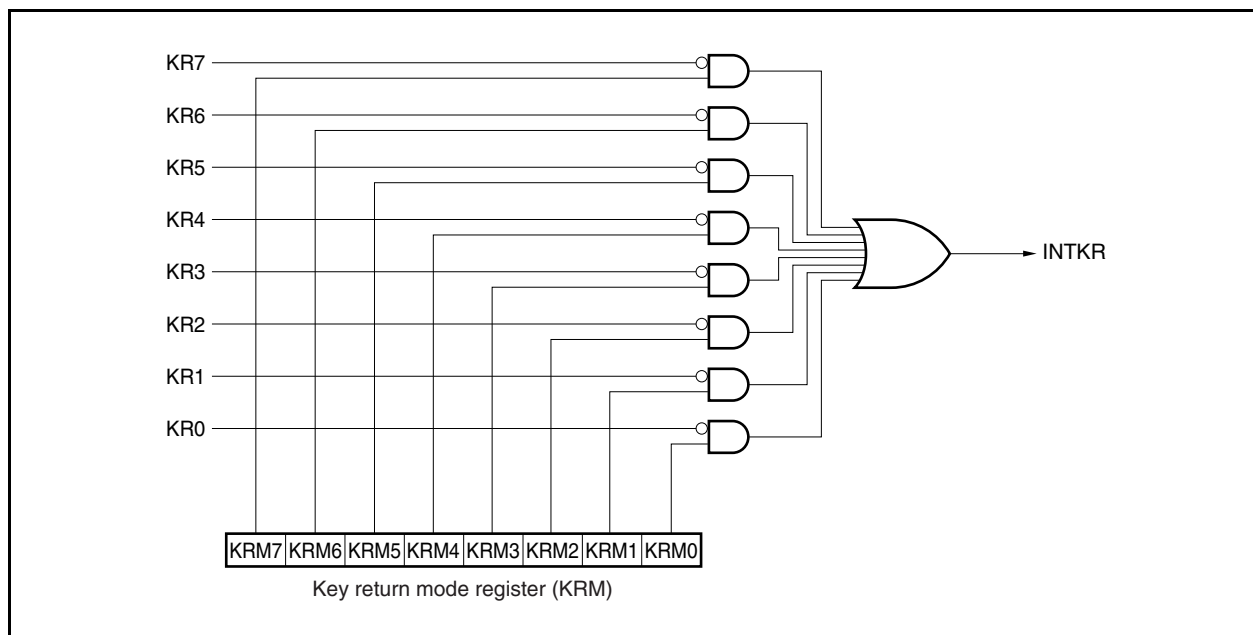 KR7
KR6
KR5
KR4
KR3
INTKR
KR2
KR1
KR0
KRM7 KRM6 KRM5 KRM4 KRM3 KRM2 KRM1 KRM0
Key return mode register (KRM)